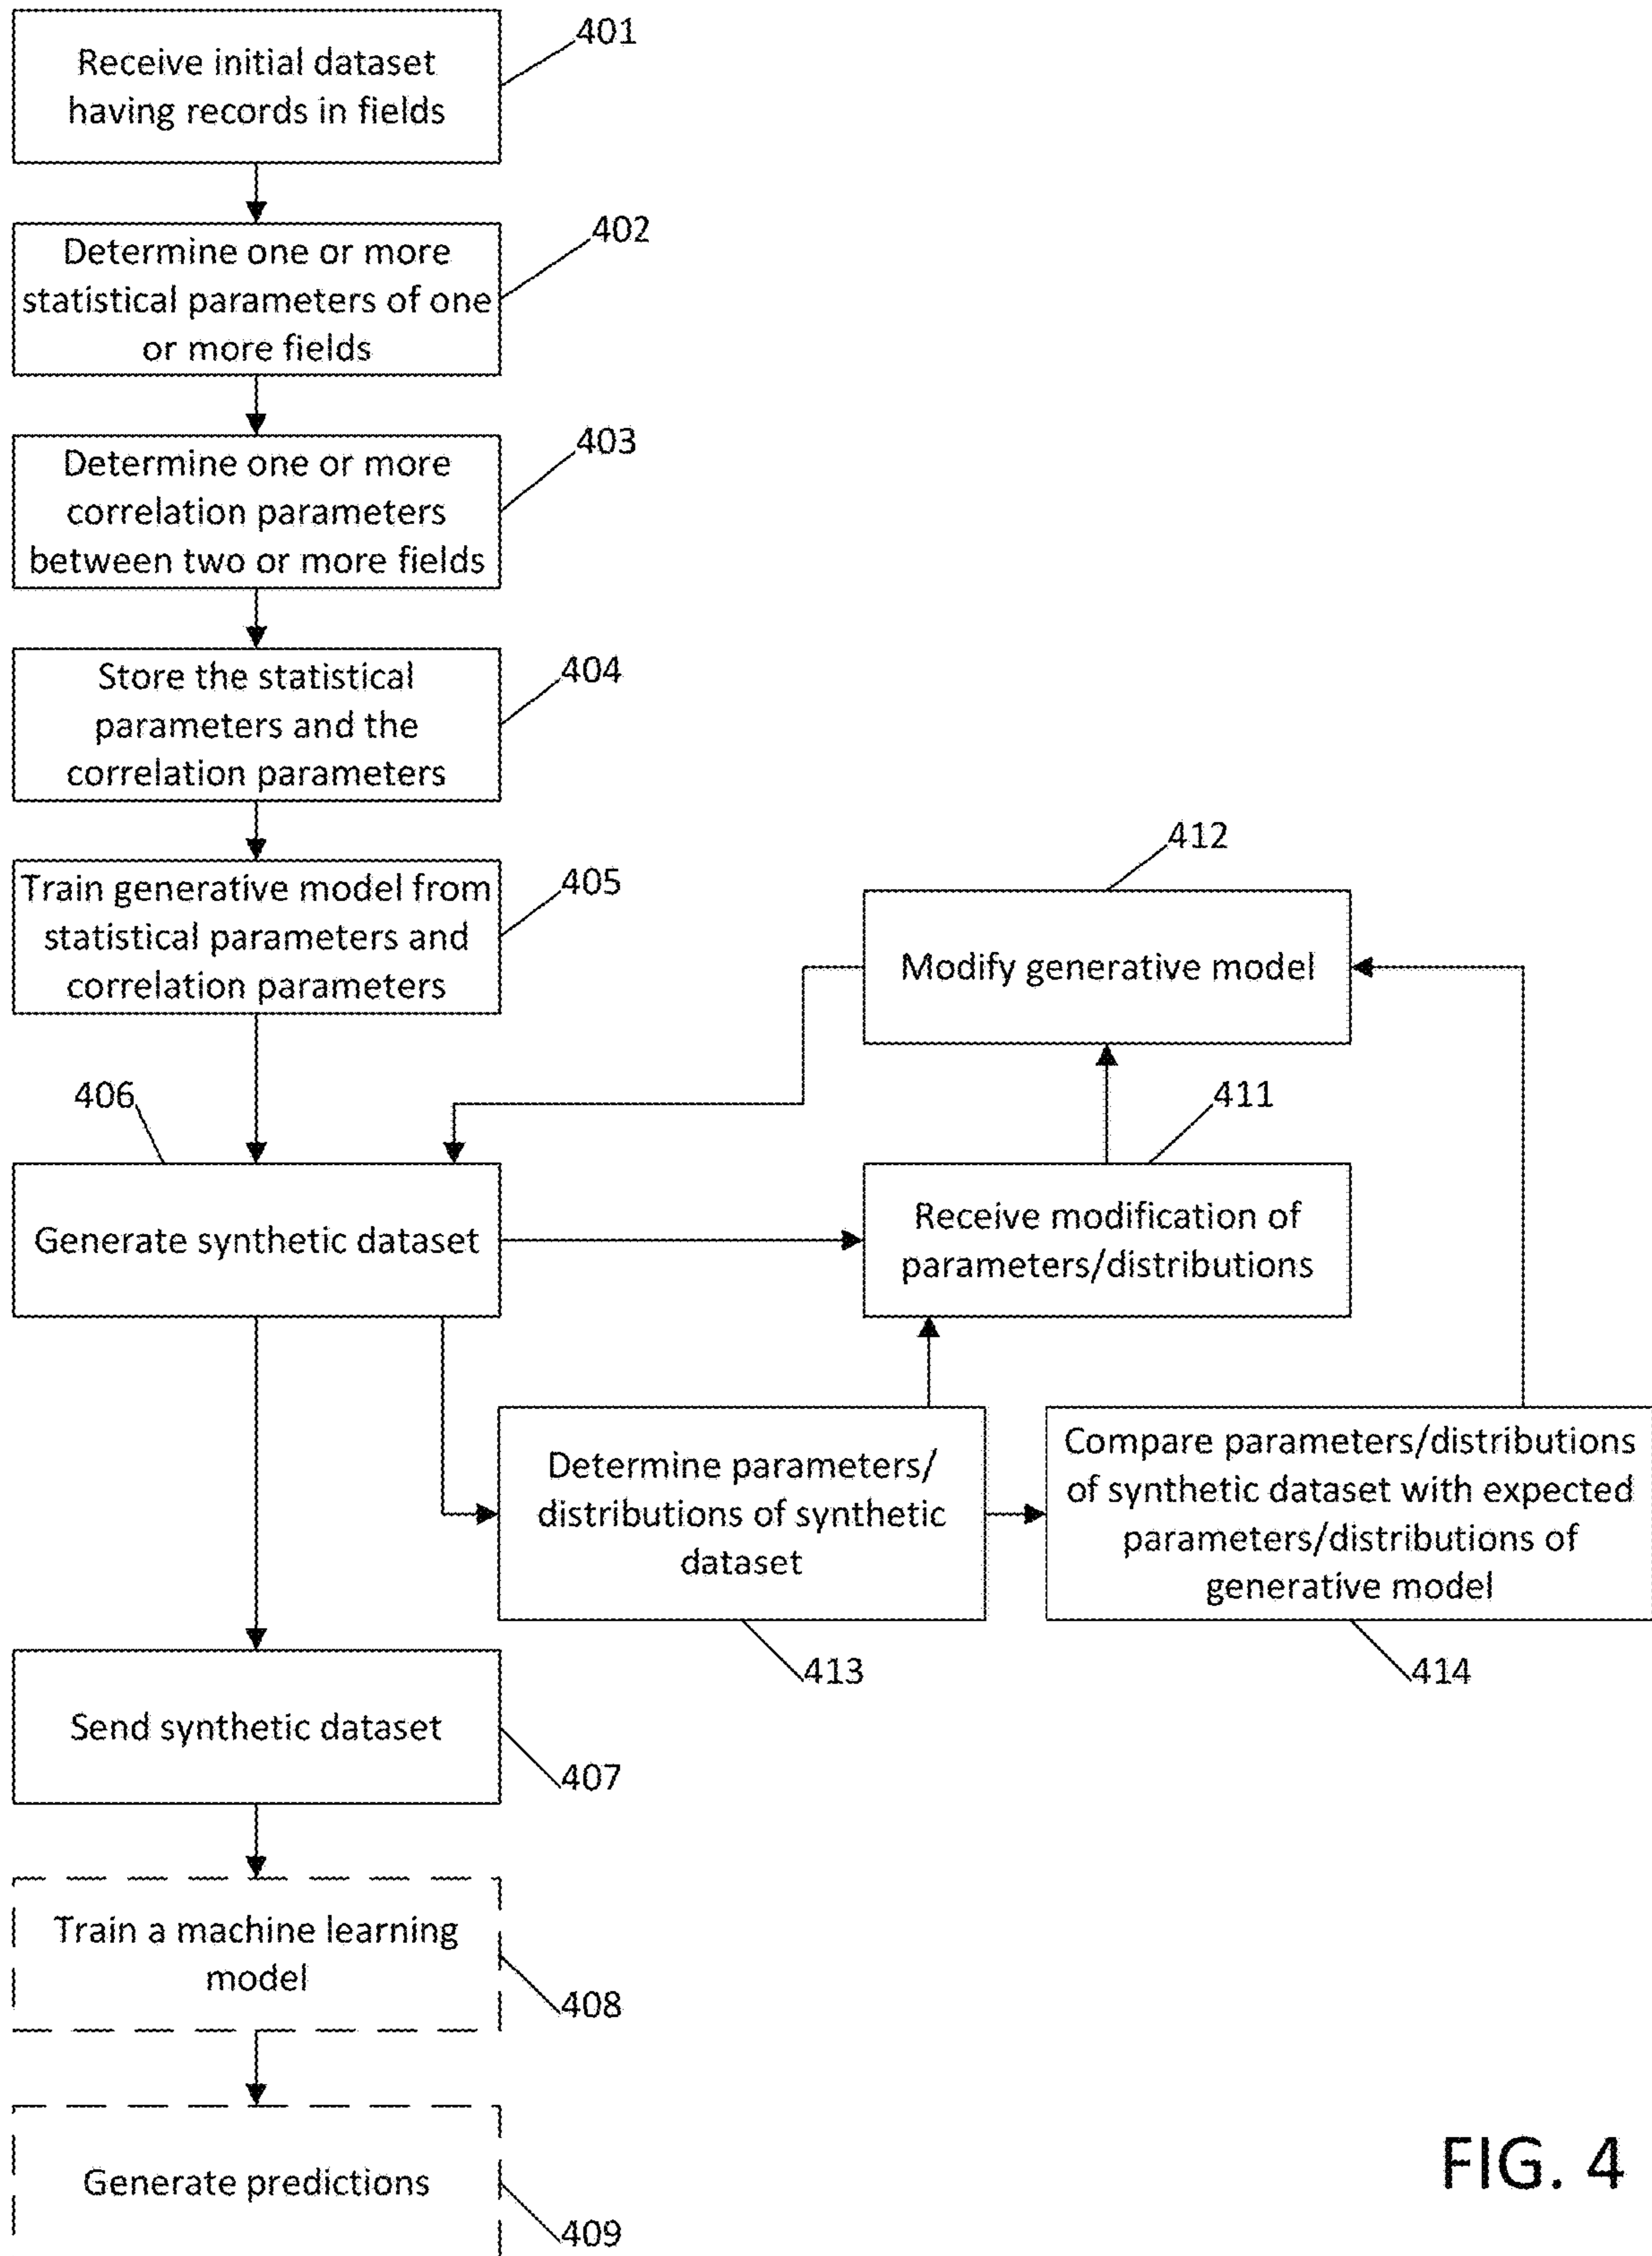 401
Receive initial dataset
having records in fields
402
Determine one or more
statistical parameters of one
or more fields
403
Determine one or more
correlation parameters
between two or more fields
404
Store the statistical
parameters and the
correlation parameters
405
Train generative model from
statistical parameters and
correlation parameters
412
Modify generative model
406
Generate synthetic dataset
411
Receive modification of
parameters/distributions
Determine parameters/
distributions of synthetic
dataset
413
Compare parameters/distributions
of synthetic dataset with expected
parameters/distributions of
generative model
414
Send synthetic dataset
407
Train a machine learning
model
408
Generate predictions
409
FIG. 4